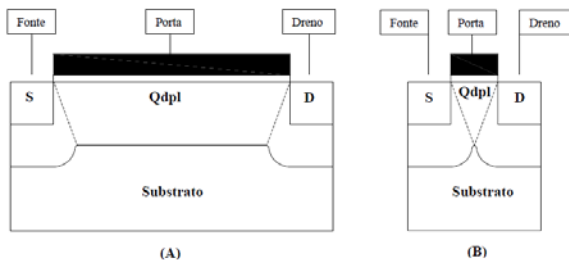 Fonte Porta Dreno
S Qdpl D
Substrato
(A)
Fonte Porta Dreno
S Qdpl D
Substrato
(B)